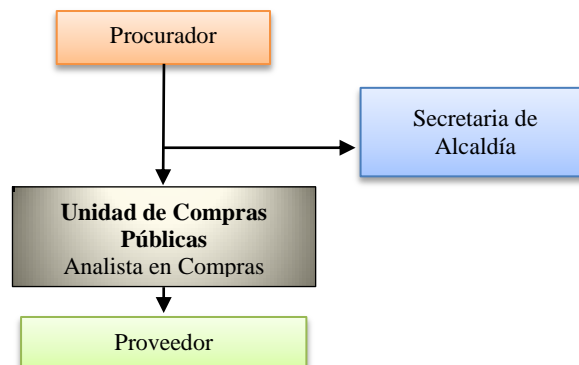 Procurador
Secretaria de
Alcaldía
Unidad de Compras
Públicas
Analista en Compras
Proveedor